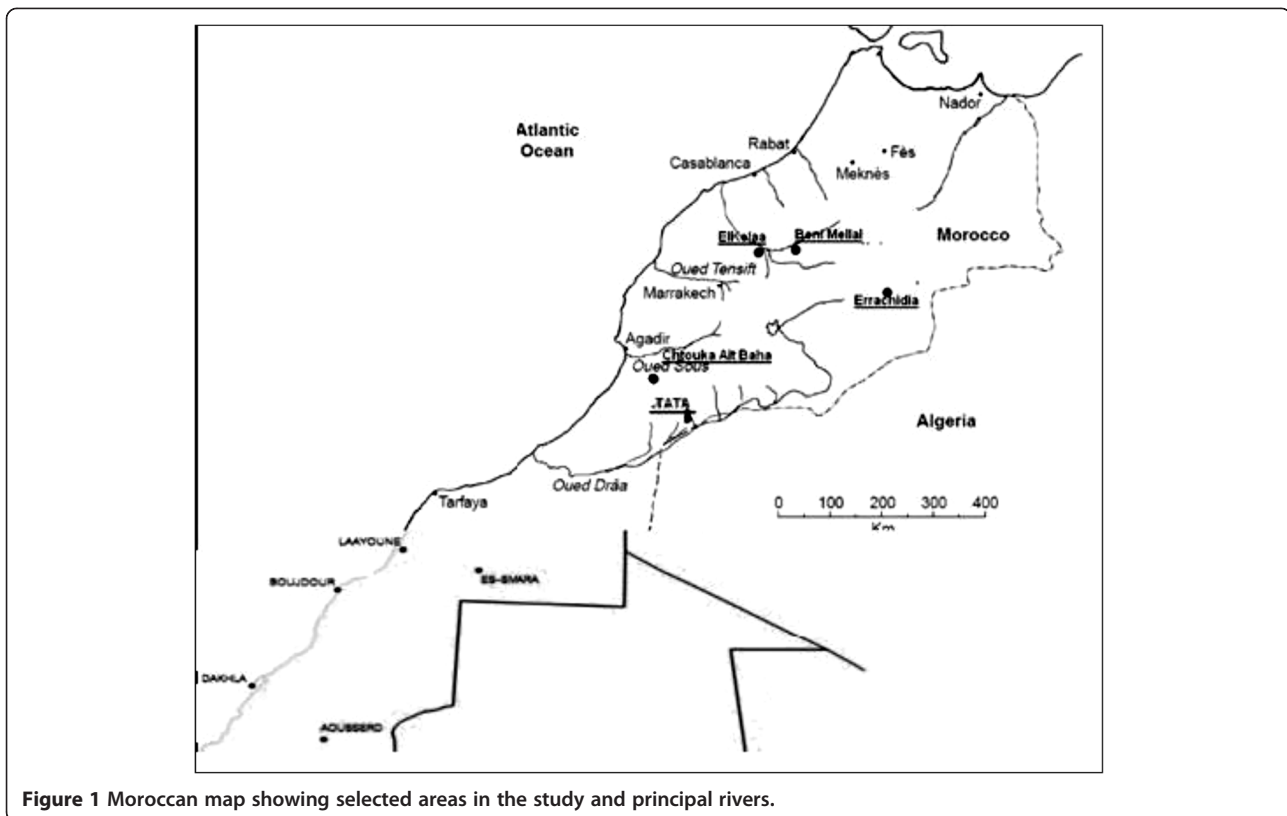 Nador
Atlantic
Ocean
Rabat
Fès
Casablanca
Meknès
ElKelaa
Beni Mellal
Morocco
Oued Tensift
Marrakech
Errachidia
Agadir
Chtouka Ait Baha
Oued Sous
.TATA
Algeria
Oued Drâa
0 100 200 300 400
Km
Tarfaya
LAAYOUNE
BOUJDOUR
ES-SMARA
DAKHLA
AOUSSERD
Figure 1 Moroccan map showing selected areas in the study and principal rivers.